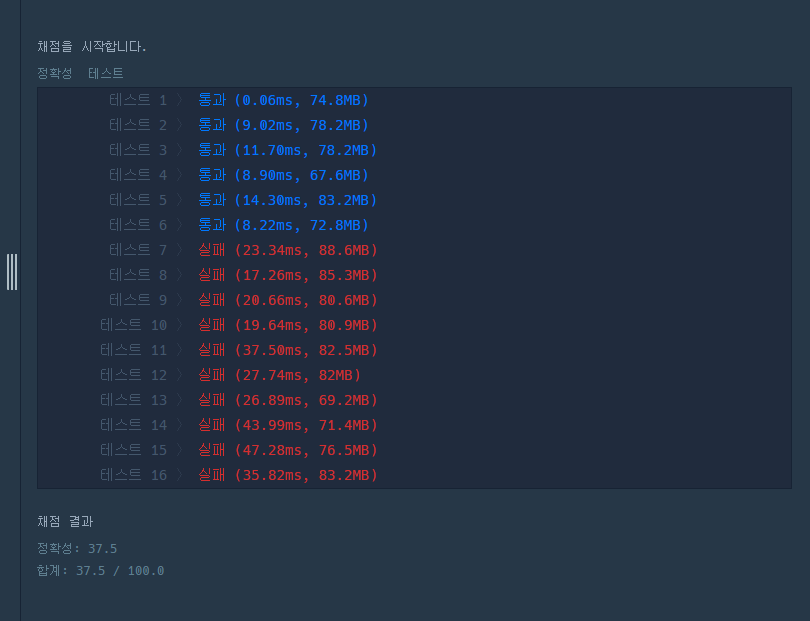 채점을 시작합니다.
정확성 테스트
테스트 1 〉 통과 (0.06ms, 74.8MB)
테스트 2 〉 통과 (9.02ms, 78.2MB)
테스트 3 〉 통과 (11.70ms, 78.2MB)
테스트 4 〉 통과 (8.90ms, 67.6MB)
테스트 5 〉 통과 (14.30ms, 83.2MB)
테스트 6 〉 통과 (8.22ms, 72.8MB)
테스트 7 〉 실패 (23.34ms, 88.6MB)
테스트 8 〉 실패 (17.26ms, 85.3MB)
테스트 9 〉 실패 (20.66ms, 80.6MB)
테스트 10 〉 실패 (19.64ms, 80.9MB)
테스트 11 〉 실패 (37.50ms, 82.5MB)
테스트 12 〉 실패 (27.74ms, 82MB)
테스트 13 〉 실패 (26.89ms, 69.2MB)
테스트 14 〉 실패 (43.99ms, 71.4MB)
테스트 15 〉 실패 (47.28ms, 76.5MB)
테스트 16 〉 실패 (35.82ms, 83.2MB)
채점 결과
정확성: 37.5
합계: 37.5 / 100.0